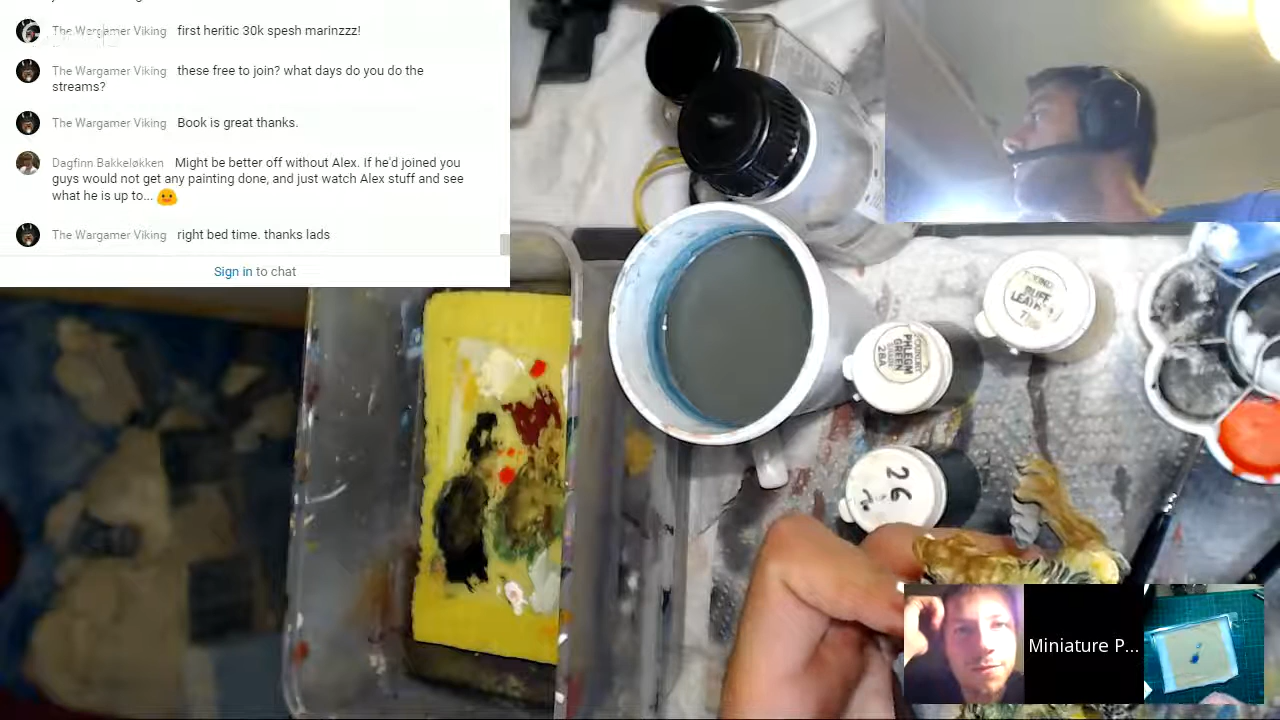 The Wargamer Viking first heritic 30k spesh marinzzz!
The Wargamer Viking these free to join? what days do you do the
streams?
The Wargamer Viking Book is great thanks.
Dagfinn Bakkeløkken Might be better off without Alex. If he'd joined you
guys would not get any painting done, and just watch Alex stuff and see
what he is up to...
The Wargamer Viking right bed time. thanks lads
Sign in to chat
BUFF
LEATHER
PHLEGM
GREEN
SHADE
28A
26
Miniature P...